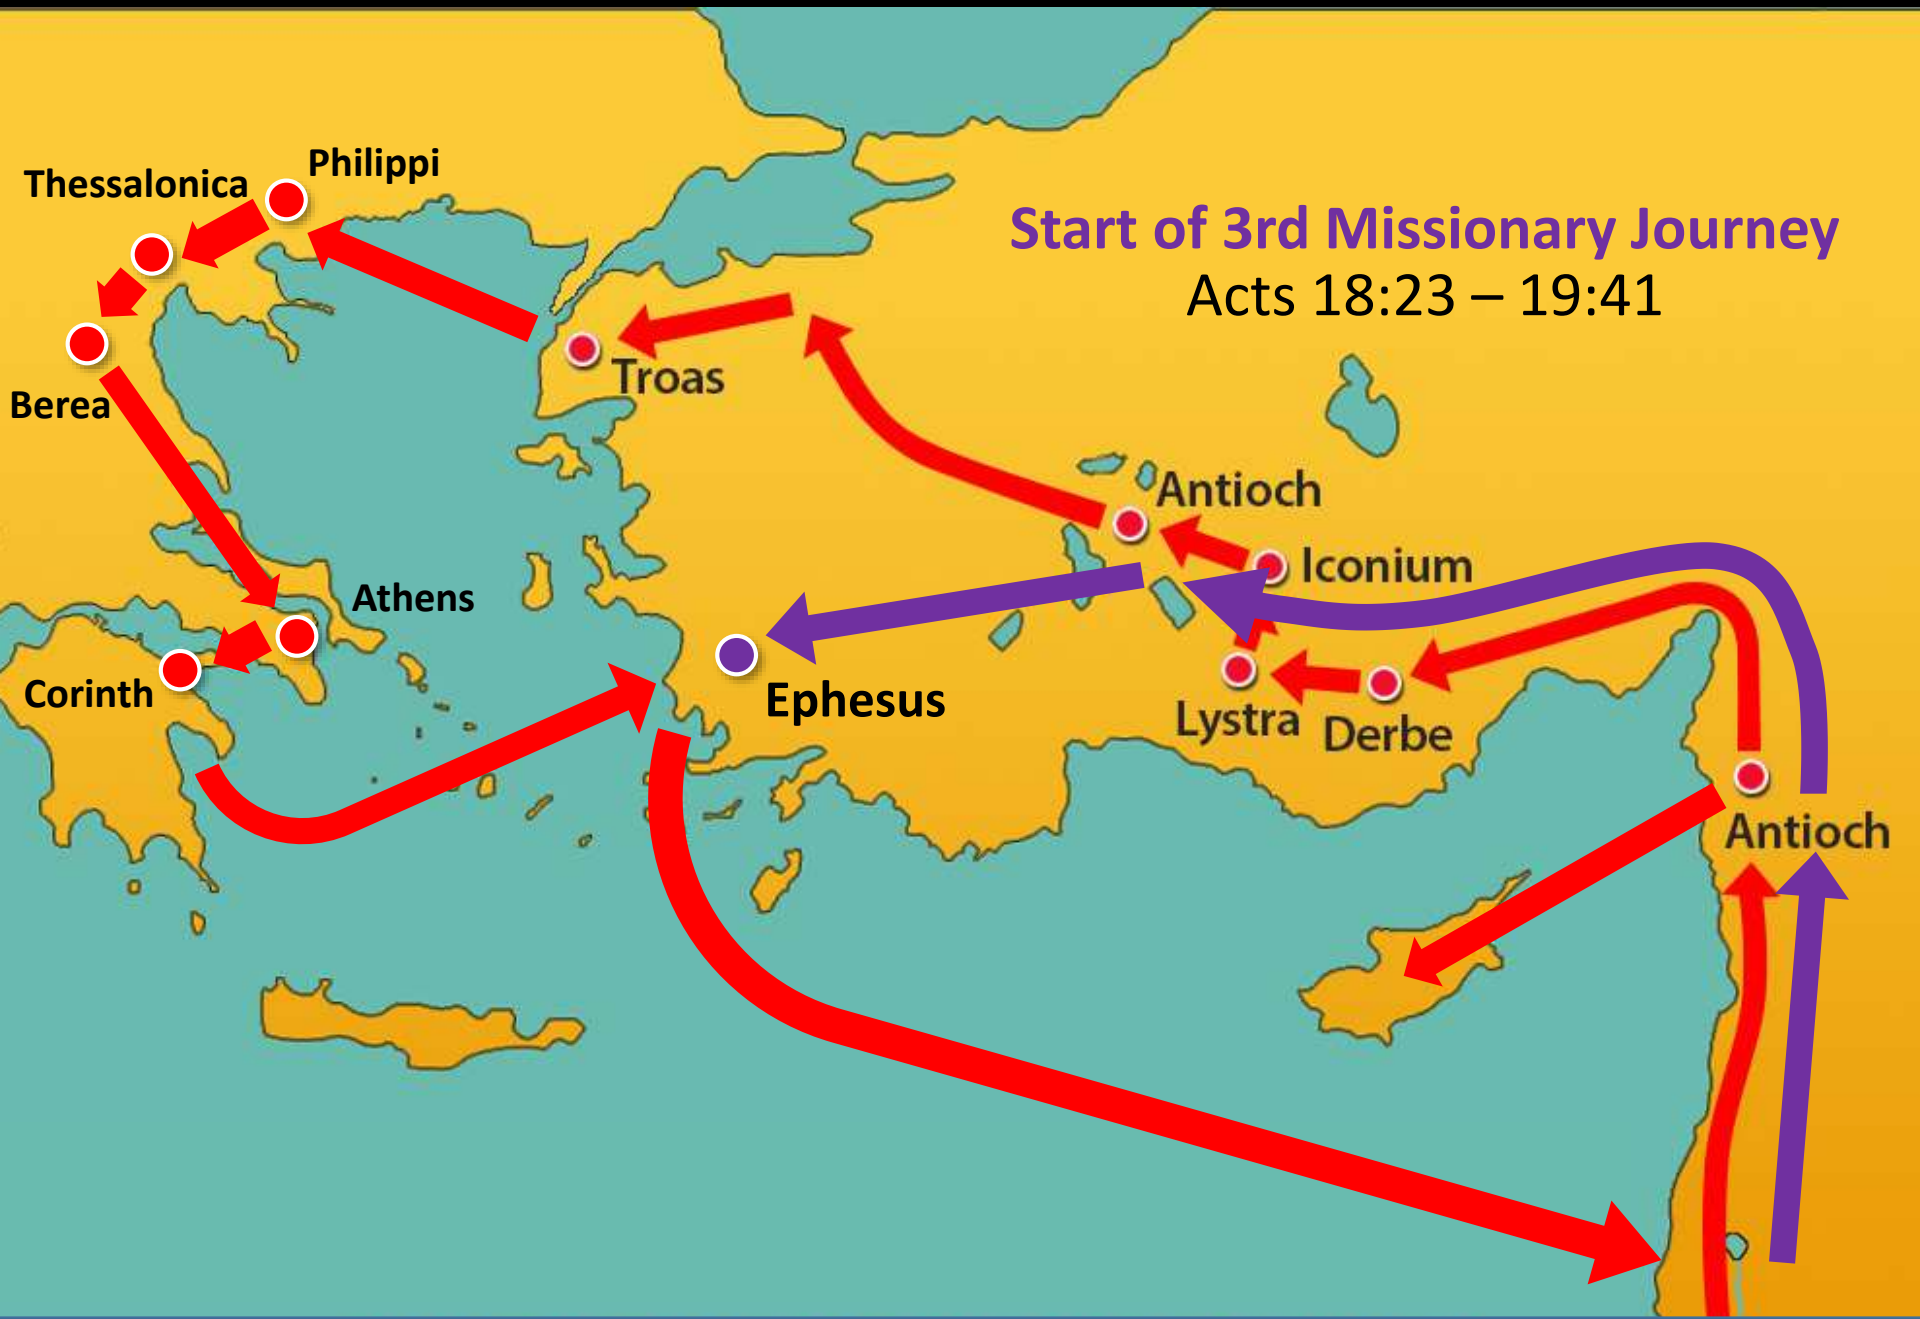 Philippi
Thessalonica
Start of 3rd Missionary Journey
Acts 18:23 – 19:41
Troas
Berea
Antioch
Iconium
Athens
Corinth
Ephesus
Lystra
Derbe
Antioch